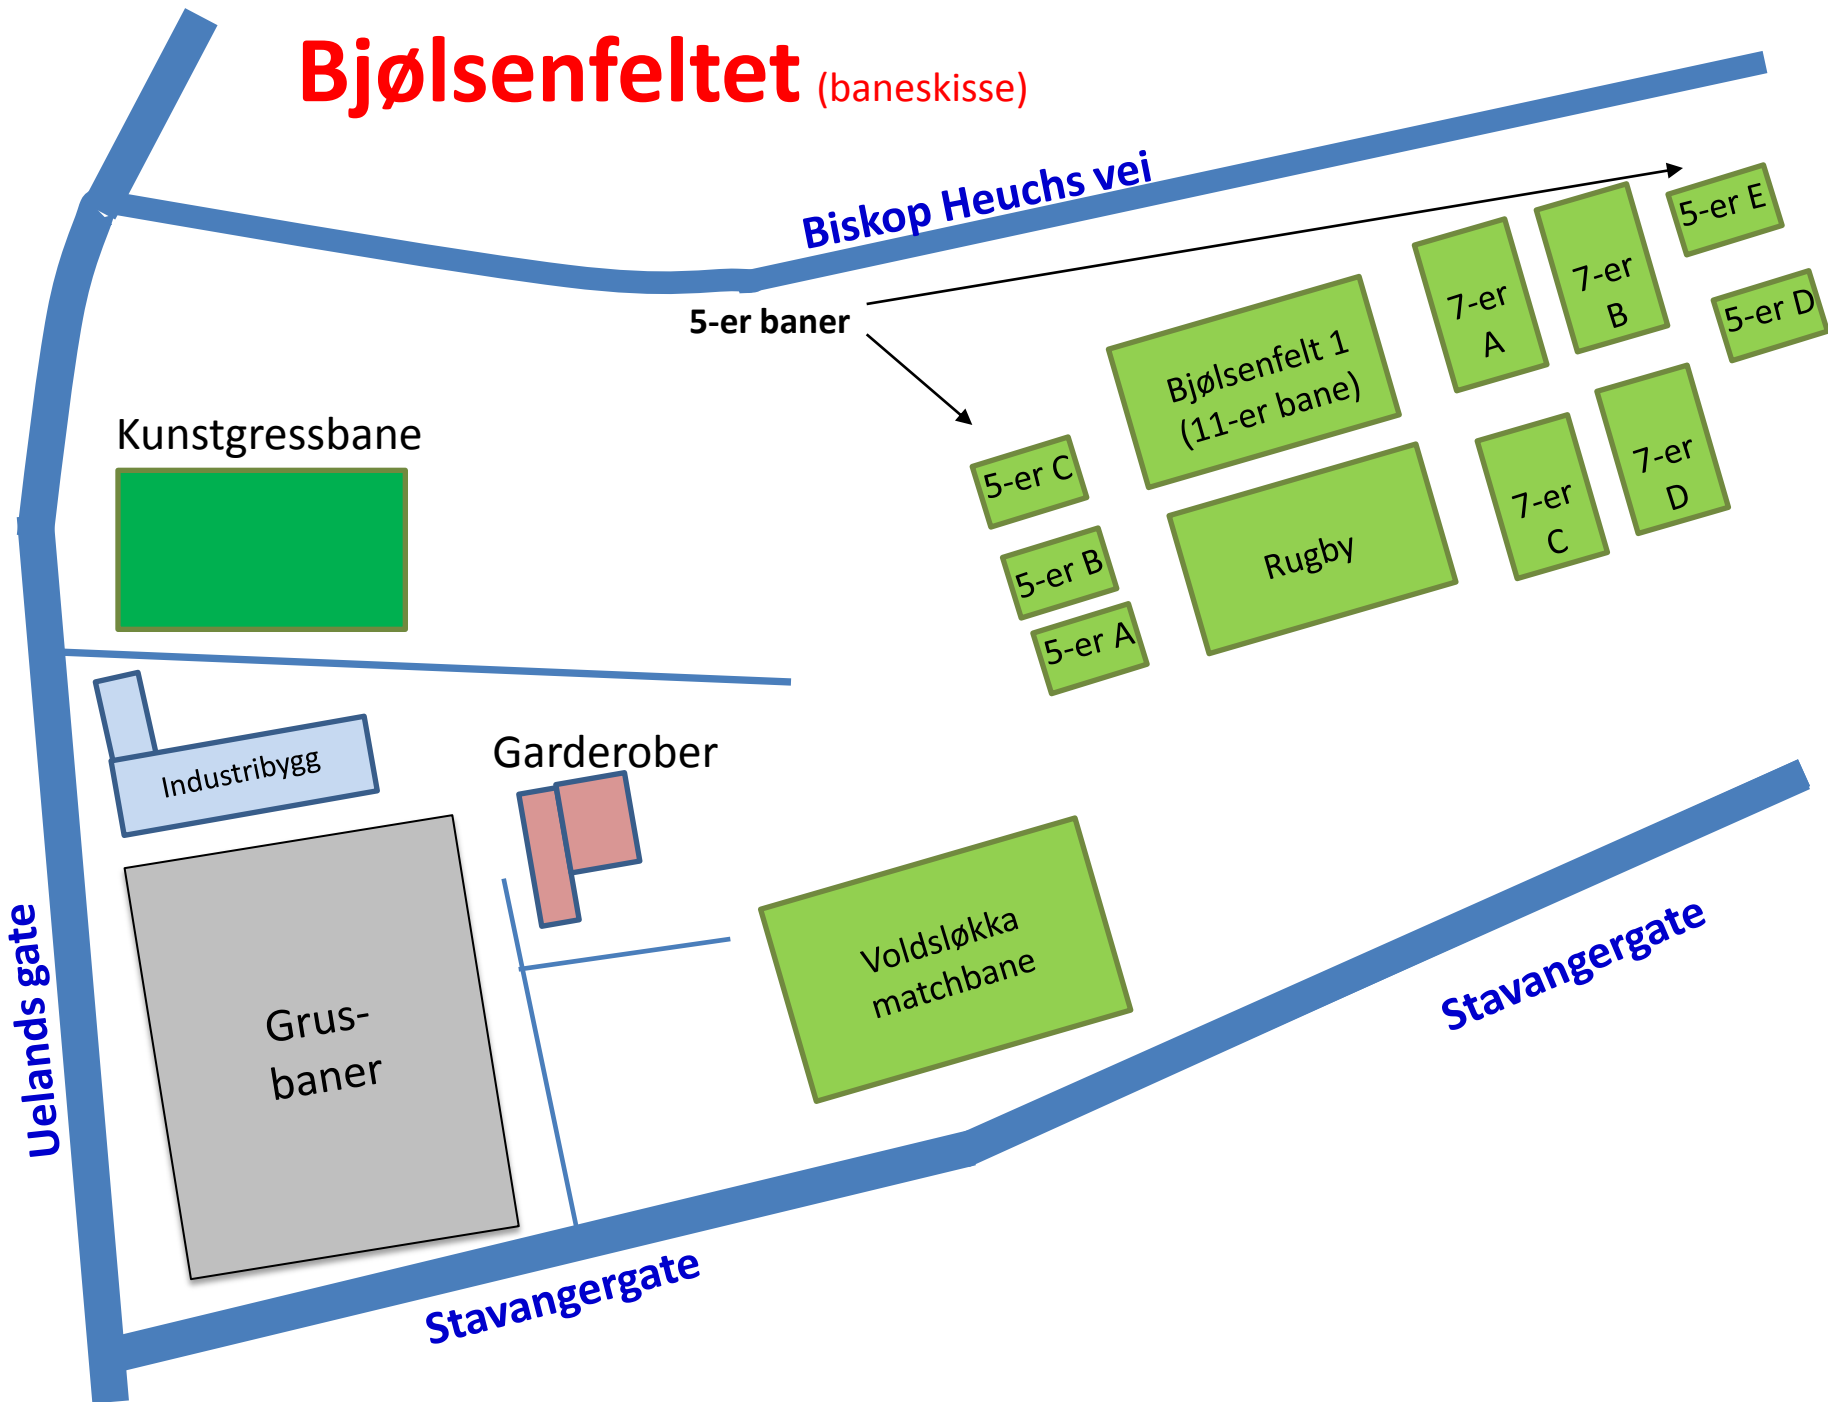 Bjølsenfeltet (baneskisse)
Biskop Heuchs vei
5-er baner
5-er E
5-er D
7-er
B
7-er
A
Bjølsenfelt 1
(11-er bane)
Kunstgressbane
5-er C
7-er
D
7-er
C
Rugby
5-er B
5-er A
Industribygg
Garderober
Voldsløkka
matchbane
Stavangergate
Uelands gate
Grus-
baner
Stavangergate